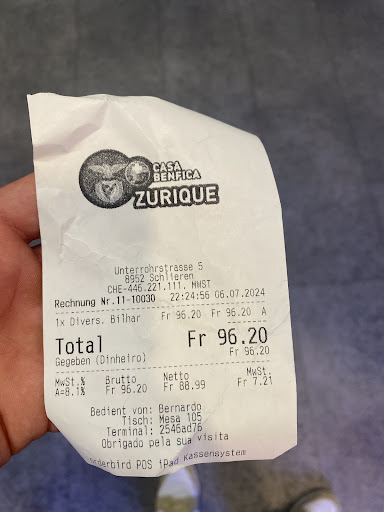 CASA
BENFICA
ZURIQUE
Unterrohrstrasse 5
8952 Schlieren
CHE-446.221.111. MWST
Rechnung Nr.11-10030 22:24:56 06.07.2024
1x Divers. Bilhar Fr 96.20 Fr 96.20 A
Total Fr 96.20
Gegeben (Dinheiro) Fr 96.20
MwSt.% Brutto Netto MwSt.
A=8.1% Fr 96.20 Fr 88.99 Fr 7.21
Bedient von: Bernardo
Tisch: Mesa 105
Terminal: 2546ad76
Obrigado pela sua visita
orderbird POS iPad Kassensystem